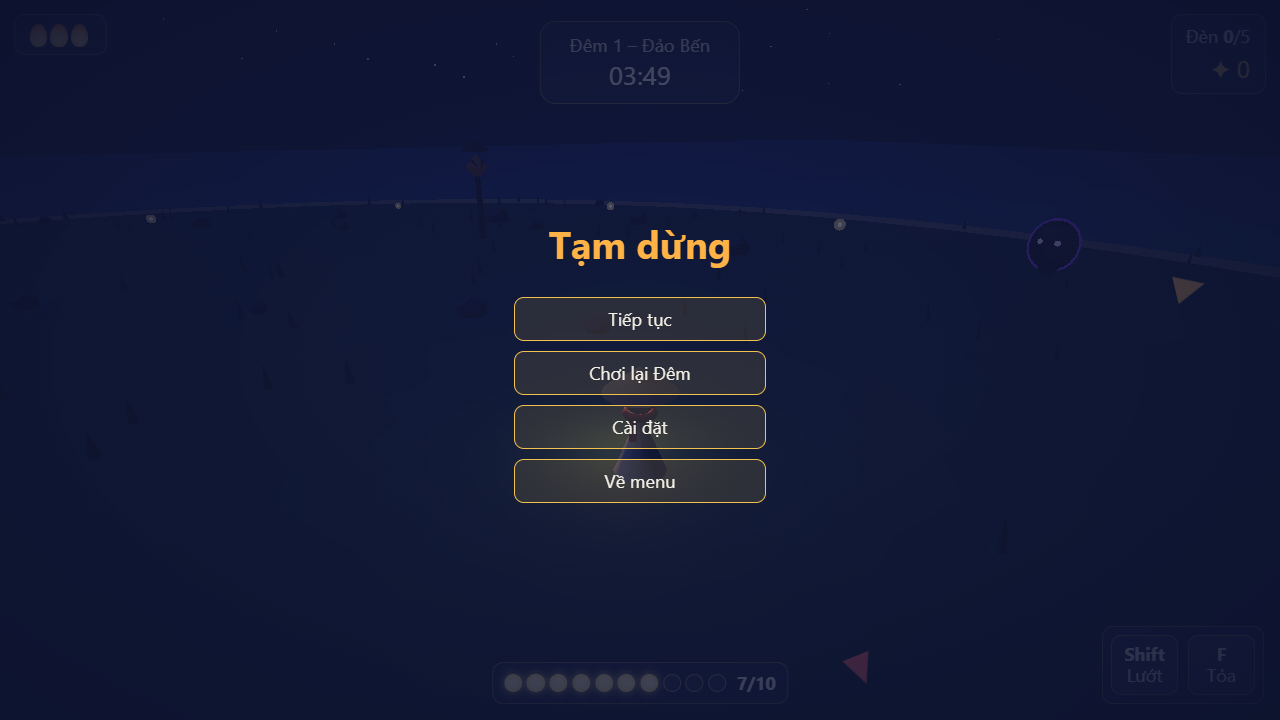 Đêm 1 – Đảo Bến
03:49
Đèn 0/5
✦ 0
Tạm dừng
Tiếp tục
Chơi lại Đêm
Cài đặt
Về menu
7/10
Shift
Lướt
F
Tỏa